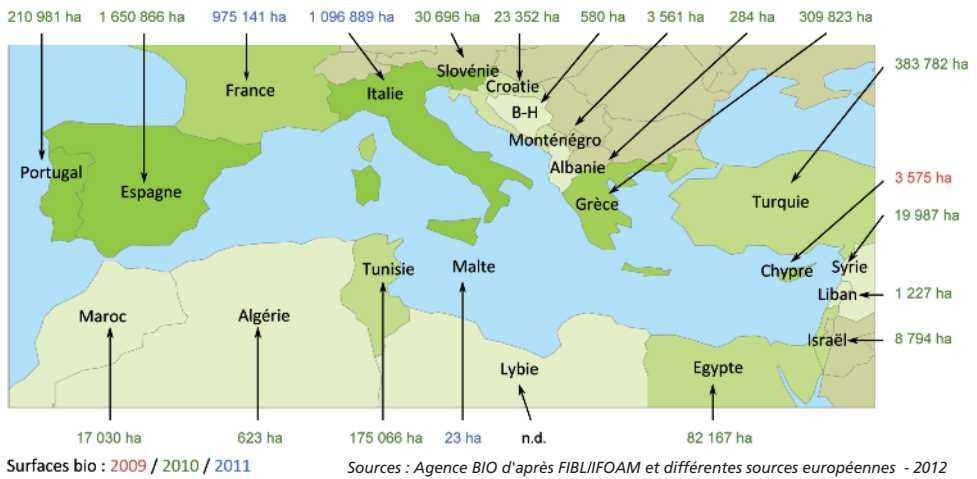 210 981 ha 1 650 866 ha 975 141 ha 1 096 889 ha 30 696 ha 23 352 ha 580 ha 3 561 ha 284 ha 309 823 ha
383 782 ha
Slovénie
Croatie
France
Italie
B-H
Monténégro
Albanie
Portugal
Espagne
Grèce
Turquie
3 575 ha
19 987 ha
Tunisie
Malte
Chypre
Syrie
Liban
1 227 ha
Maroc
Algérie
Israël
8 794 ha
Lybie
Egypte
17 030 ha 623 ha 175 066 ha 23 ha n.d. 82 167 ha
Surfaces bio : 2009 / 2010 / 2011
Sources : Agence BIO d'après FIBL/IFOAM et différentes sources européennes - 2012